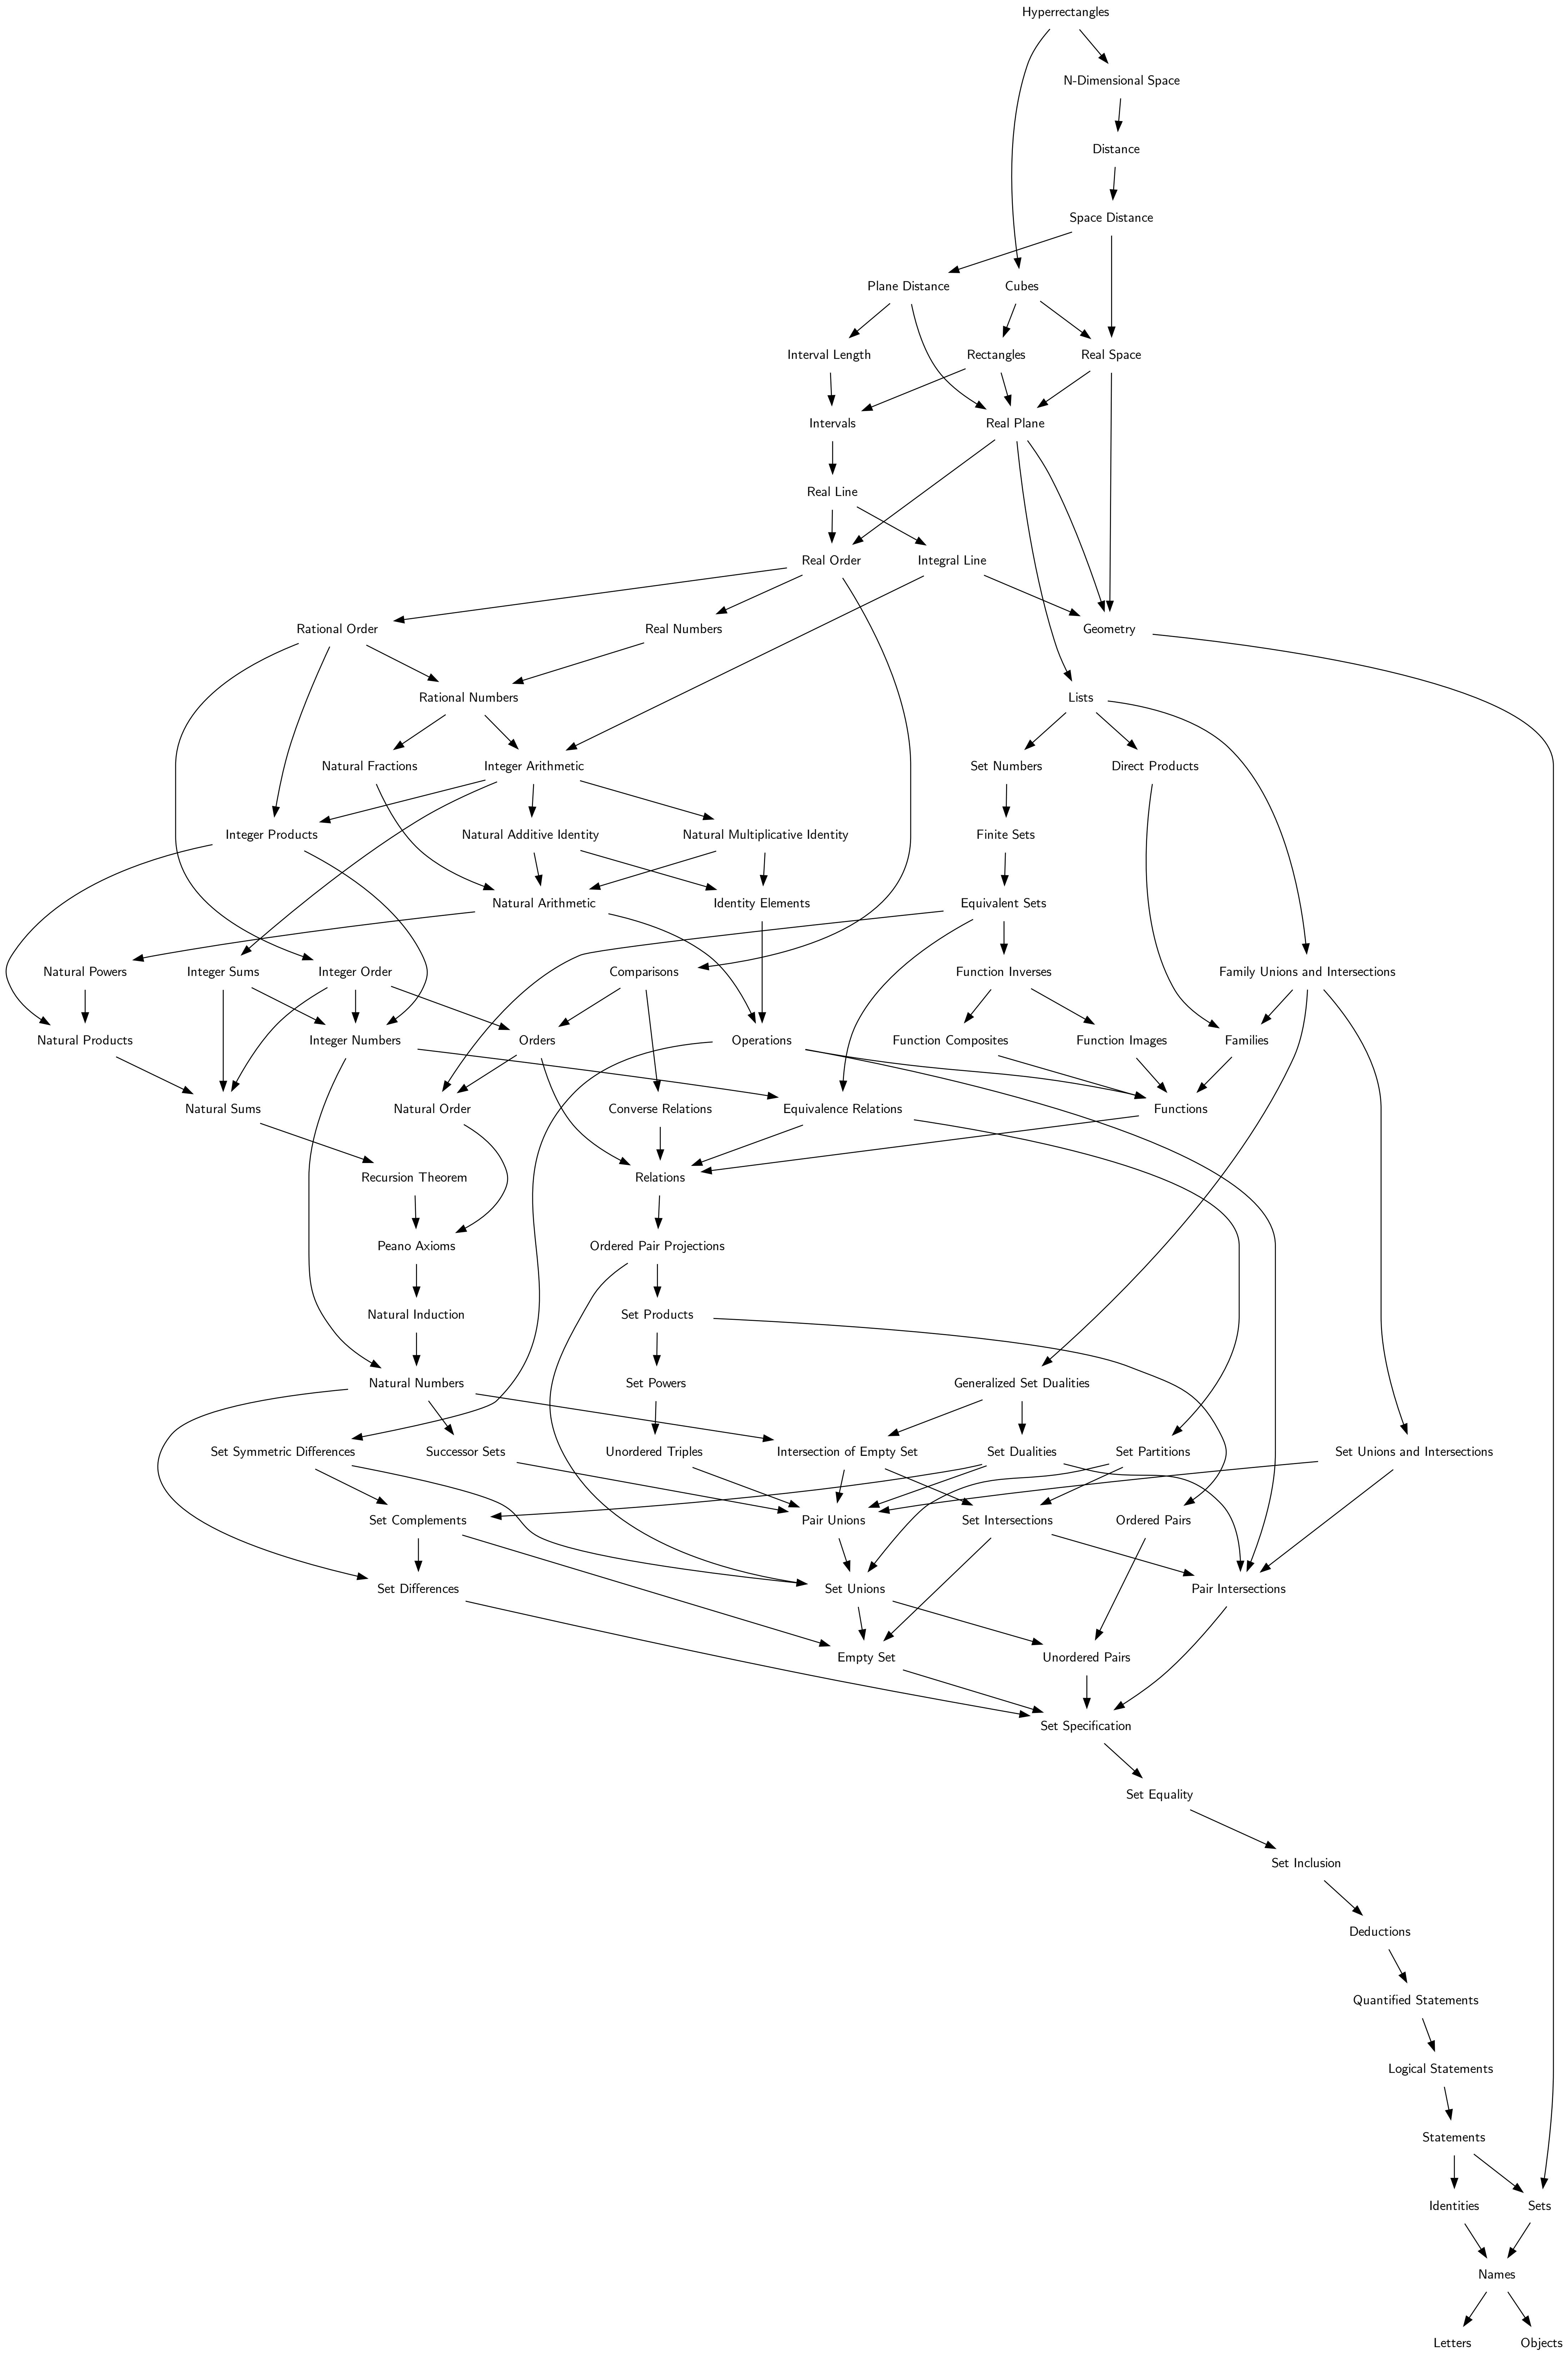 Hyperrectangles
N-Dimensional Space
Distance
Space Distance
Plane Distance
Cubes
Interval Length
Rectangles
Real Space
Intervals
Real Plane
Real Line
Real Order
Integral Line
Rational Order
Real Numbers
Geometry
Rational Numbers
Lists
Natural Fractions
Integer Arithmetic
Set Numbers
Direct Products
Integer Products
Natural Additive Identity
Natural Multiplicative Identity
Finite Sets
Natural Arithmetic
Identity Elements
Equivalent Sets
Natural Powers
Integer Sums
Integer Order
Comparisons
Function Inverses
Family Unions and Intersections
Natural Products
Integer Numbers
Orders
Operations
Function Composites
Function Images
Families
Natural Sums
Natural Order
Converse Relations
Equivalence Relations
Functions
Recursion Theorem
Relations
Peano Axioms
Ordered Pair Projections
Natural Induction
Set Products
Natural Numbers
Set Powers
Generalized Set Dualities
Set Symmetric Differences
Successor Sets
Unordered Triples
Intersection of Empty Set
Set Dualities
Set Partitions
Set Unions and Intersections
Set Complements
Pair Unions
Set Intersections
Ordered Pairs
Set Differences
Set Unions
Pair Intersections
Empty Set
Unordered Pairs
Set Specification
Set Equality
Set Inclusion
Deductions
Quantified Statements
Logical Statements
Statements
Identities
Sets
Names
Letters
Objects